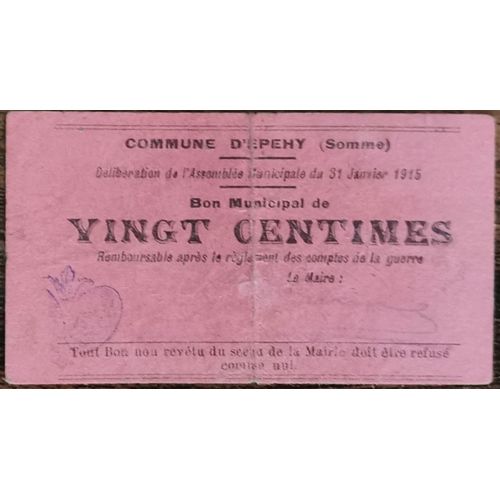 COMMUNE D'EPEHY (Somme)
Délibération de l'Assemblée Municipale du 31 Janvier 1915
Bon Municipal de
VINGT CENTIMES
Remboursable après le règlement des comptes de la guerre
Le Maire :
Tout Bon non revêtu du sceau de la Mairie doit être refusé
comme nul.